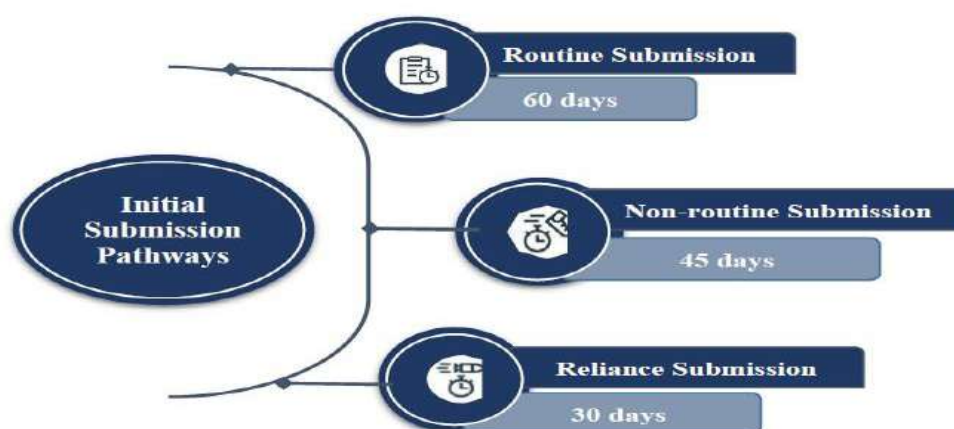 Initial
Submission
Pathways
Routine Submission
60 days
Non-routine Submission
45 days
Reliance Submission
30 days